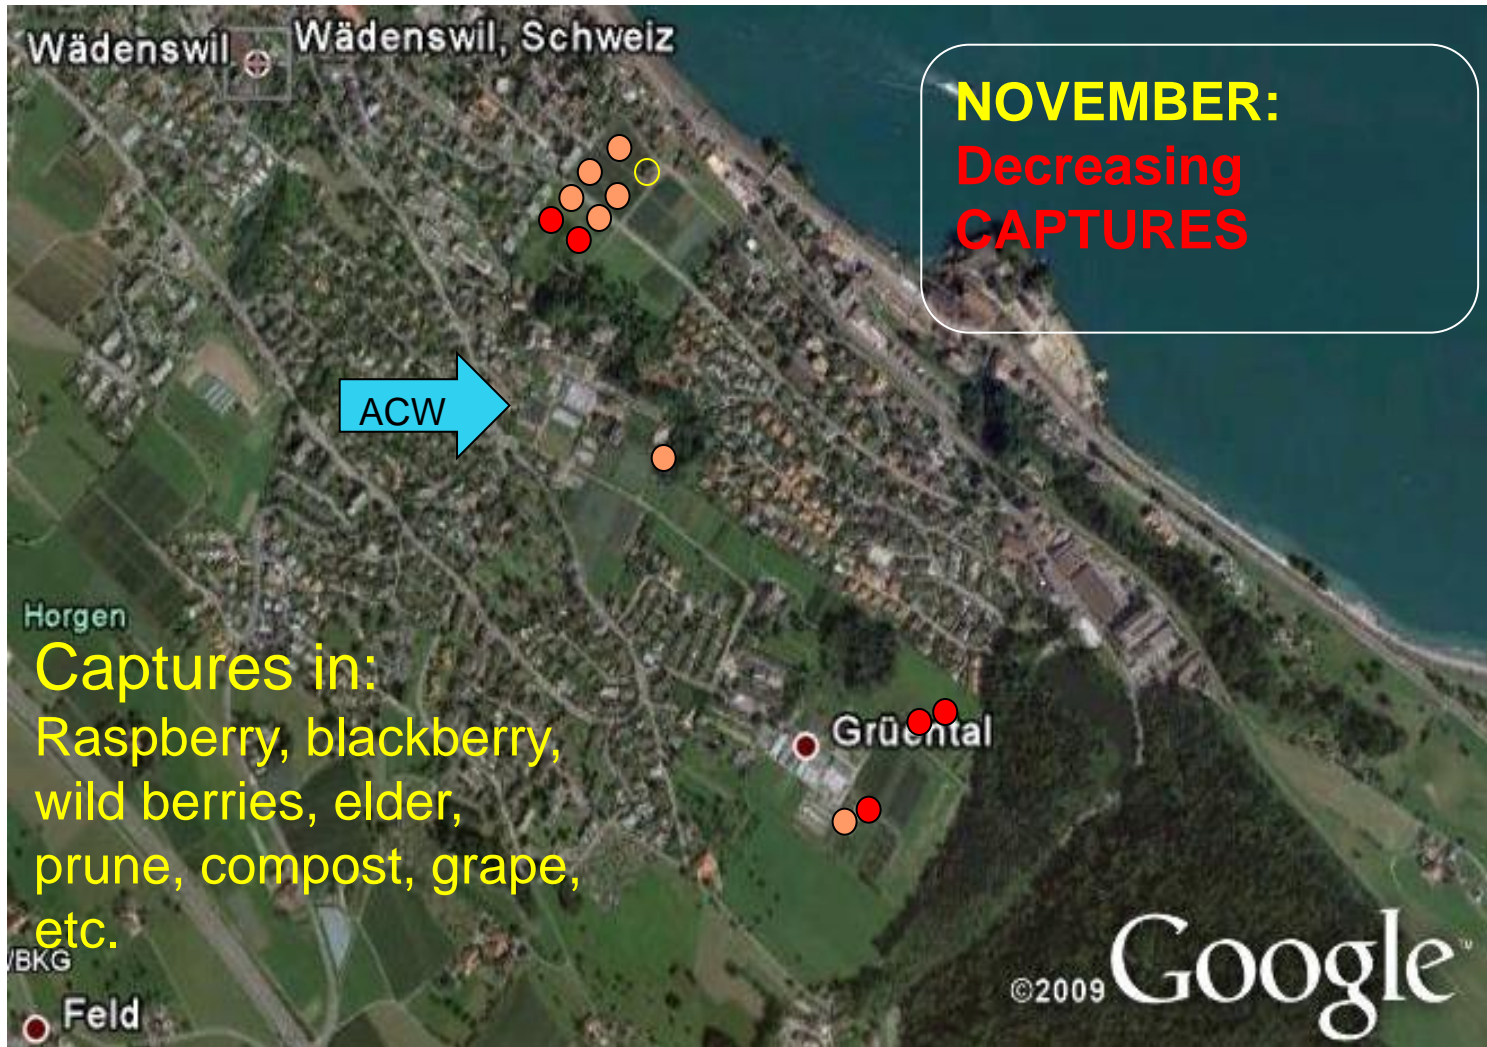 Wädenswil
Wädenswil, Schweiz
NOVEMBER:
Decreasing
CAPTURES
ACW
Horgen
Captures in:
Raspberry, blackberry,
wild berries, elder,
prune, compost, grape,
etc.
Grüental
/BKG
Feld
©2009 Google™